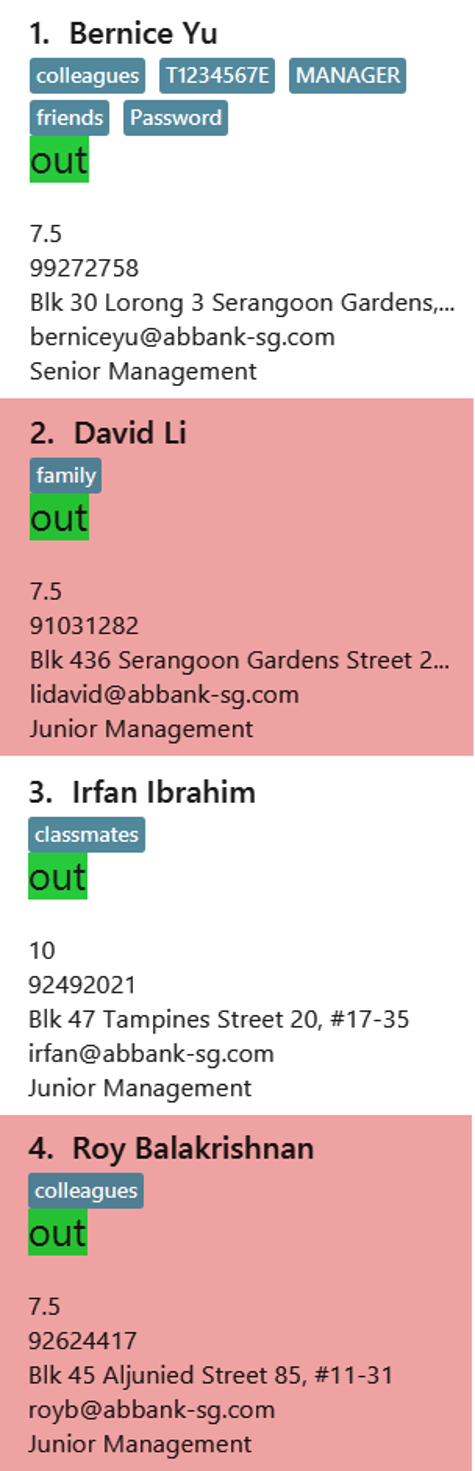 1. Bernice Yu
colleagues T1234567E MANAGER
friends Password
out
7.5
99272758
Blk 30 Lorong 3 Serangoon Gardens,...
berniceyu@abbank-sg.com
Senior Management
2. David Li
family
out
7.5
91031282
Blk 436 Serangoon Gardens Street 2...
lidavid@abbank-sg.com
Junior Management
3. Irfan Ibrahim
classmates
out
10
92492021
Blk 47 Tampines Street 20, #17-35
irfan@abbank-sg.com
Junior Management
4. Roy Balakrishnan
colleagues
out
7.5
92624417
Blk 45 Aljunied Street 85, #11-31
royb@abbank-sg.com
Junior Management